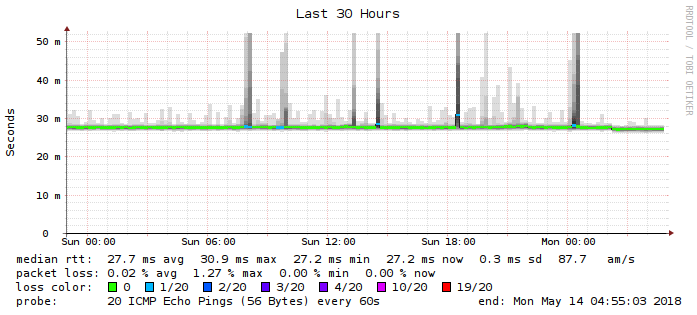 Last 30 Hours
RRDTOOL / TOBI OETIKER
Seconds
50 m
40 m
30 m
20 m
10 m
0
Sun 00:00 Sun 06:00 Sun 12:00 Sun 18:00 Mon 00:00
median rtt: 27.7 ms avg 30.9 ms max 27.2 ms min 27.2 ms now 0.3 ms sd 87.7 am/s
packet loss: 0.02 % avg 1.27 % max 0.00 % min 0.00 % now
loss color: 0 1/20 2/20 3/20 4/20 10/20 19/20
probe: 20 ICMP Echo Pings (56 Bytes) every 60s end: Mon May 14 04:55:03 2018